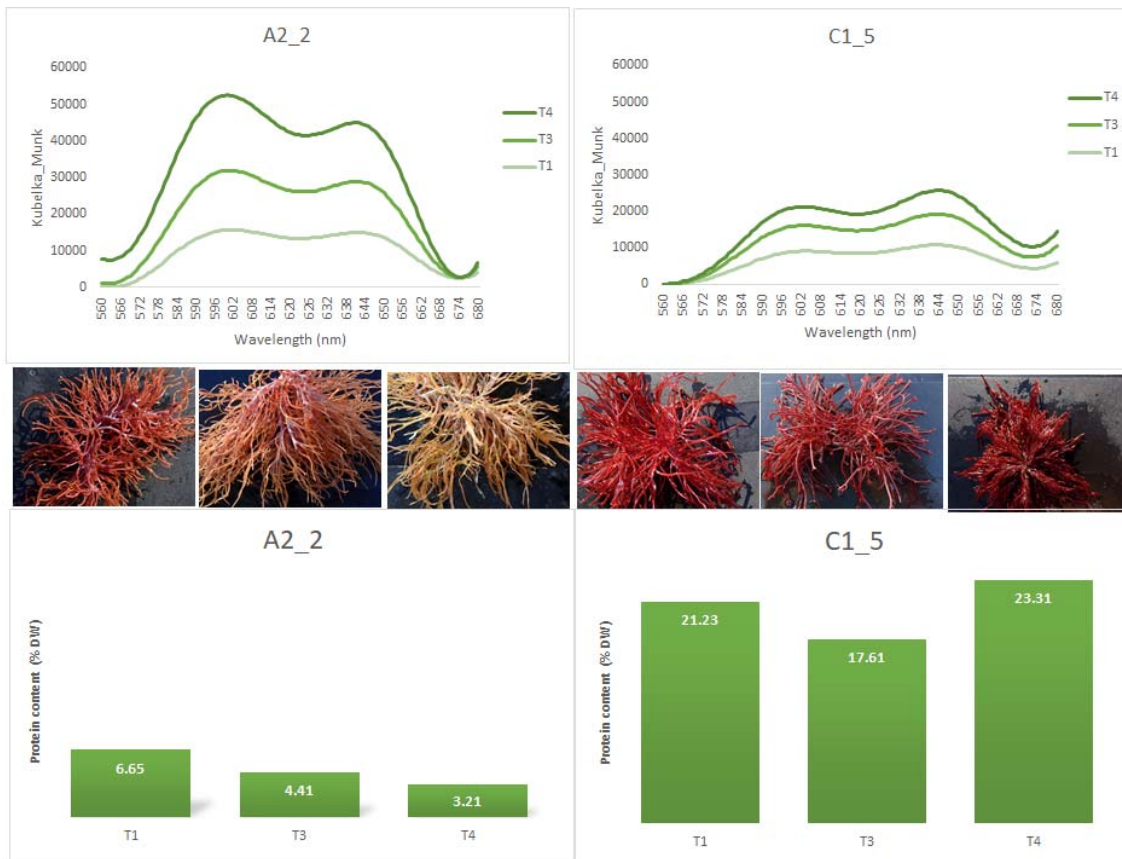 A2_2
Kubelka_Munk
60000
50000
40000
30000
20000
10000
0
560 566 572 578 584 590 596 602 608 614 620 626 632 638 644 650 656 662 668 674 680
Wavelength (nm)
T4
T3
T1
C1_5
Kubelka_Munk
60000
50000
40000
30000
20000
10000
0
560 566 572 578 584 590 596 602 608 614 620 626 632 638 644 650 656 662 668 674 680
Wavelength (nm)
T4
T3
T1
A2_2
Protein content (% DW)
6.65
4.41
3.21
T1 T3 T4
C1_5
Protein content (% DW)
21.23
17.61
23.31
T1 T3 T4